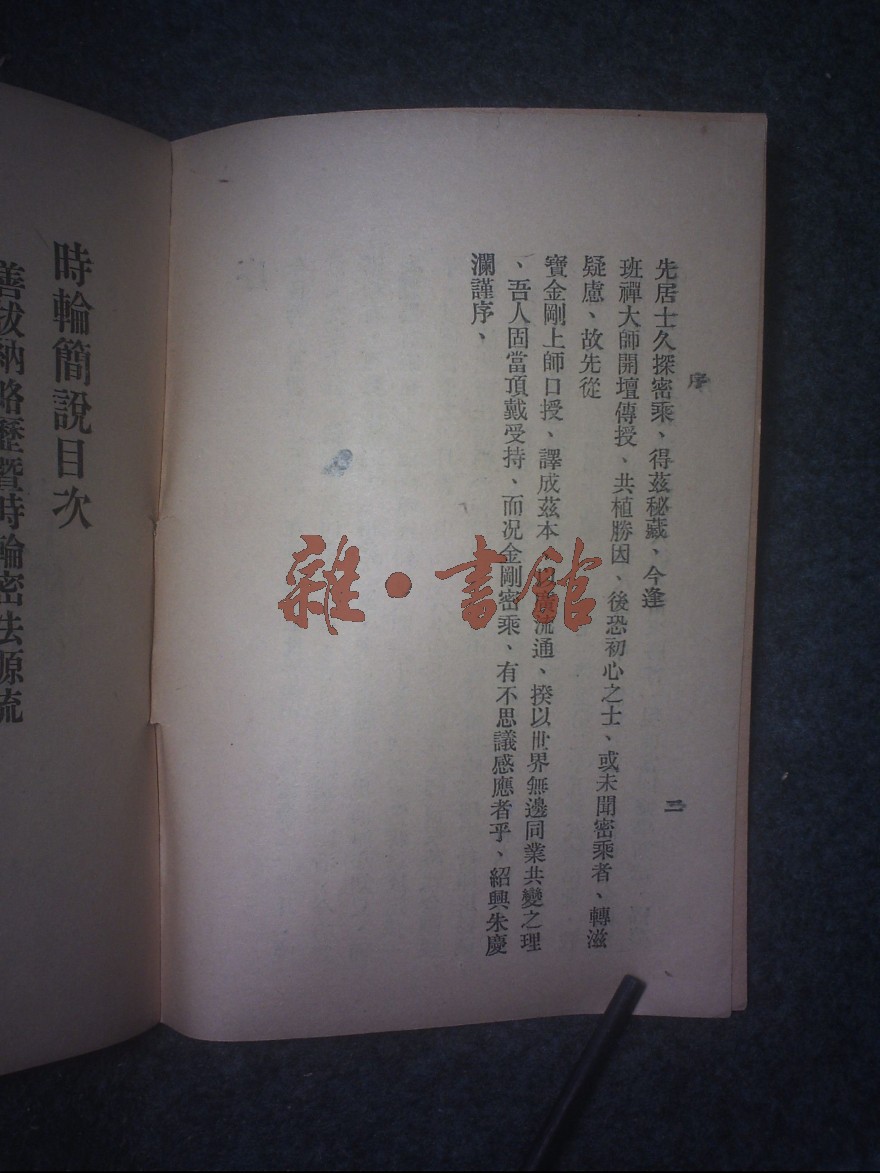 序
先居士久探密乘、得茲秘藏、今逢
班禪大師開壇傳授、共植勝因、後恐初心之士、或未聞密乘者、轉滋
疑慮、故先從
寶金剛上師口授、譯成茲本、流通、揆以世界無邊同業共變之理
、吾人固當頂戴受持、而况金剛密乘、有不思議感應者乎、紹興朱慶
瀾謹序、
二
雜·書館
時輪簡說目次
善拔納略歷暨時輪密法源流